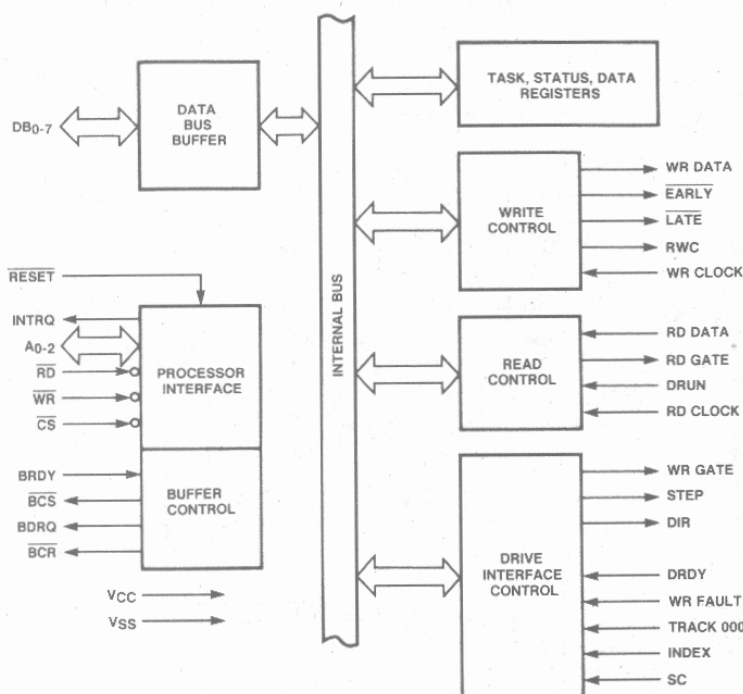 DB0-7
DATA
BUS
BUFFER
RESET
INTRQ
A0-2
RD
WR
CS
PROCESSOR
INTERFACE
BRDY
BCS
BDRQ
BCR
BUFFER
CONTROL
VCC
VSS
INTERNAL BUS
TASK, STATUS, DATA
REGISTERS
WRITE
CONTROL
WR DATA
EARLY
LATE
RWC
WR CLOCK
READ
CONTROL
RD DATA
RD GATE
DRUN
RD CLOCK
DRIVE
INTERFACE
CONTROL
WR GATE
STEP
DIR
DRDY
WR FAULT
TRACK 000
INDEX
SC